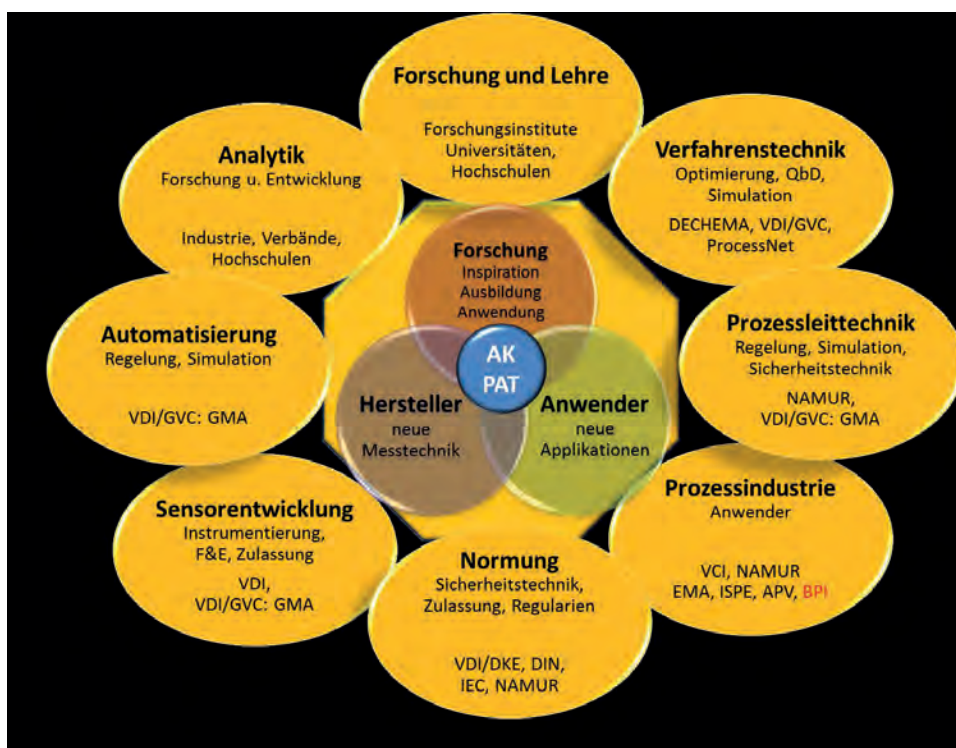 Forschung und Lehre
Forschungsinstitute
Universitäten,
Hochschulen
Analytik
Forschung u. Entwicklung
Industrie, Verbände,
Hochschulen
Verfahrenstechnik
Optimierung, QbD,
Simulation
DECHEMA, VDI/GVC,
ProcessNet
Forschung
Inspiration
Ausbildung
Anwendung
AK
PAT
Hersteller
neue
Messtechnik
Anwender
neue
Applikationen
Automatisierung
Regelung, Simulation
VDI/GVC: GMA
Prozessleittechnik
Regelung, Simulation,
Sicherheitstechnik
NAMUR,
VDI/GVC: GMA
Sensorentwicklung
Instrumentierung,
F&E, Zulassung
VDI,
VDI/GVC: GMA
Normung
Sicherheitstechnik,
Zulassung, Regularien
VDI/DKE, DIN,
IEC, NAMUR
Prozessindustrie
Anwender
VCI, NAMUR
EMA, ISPE, APV, BPI